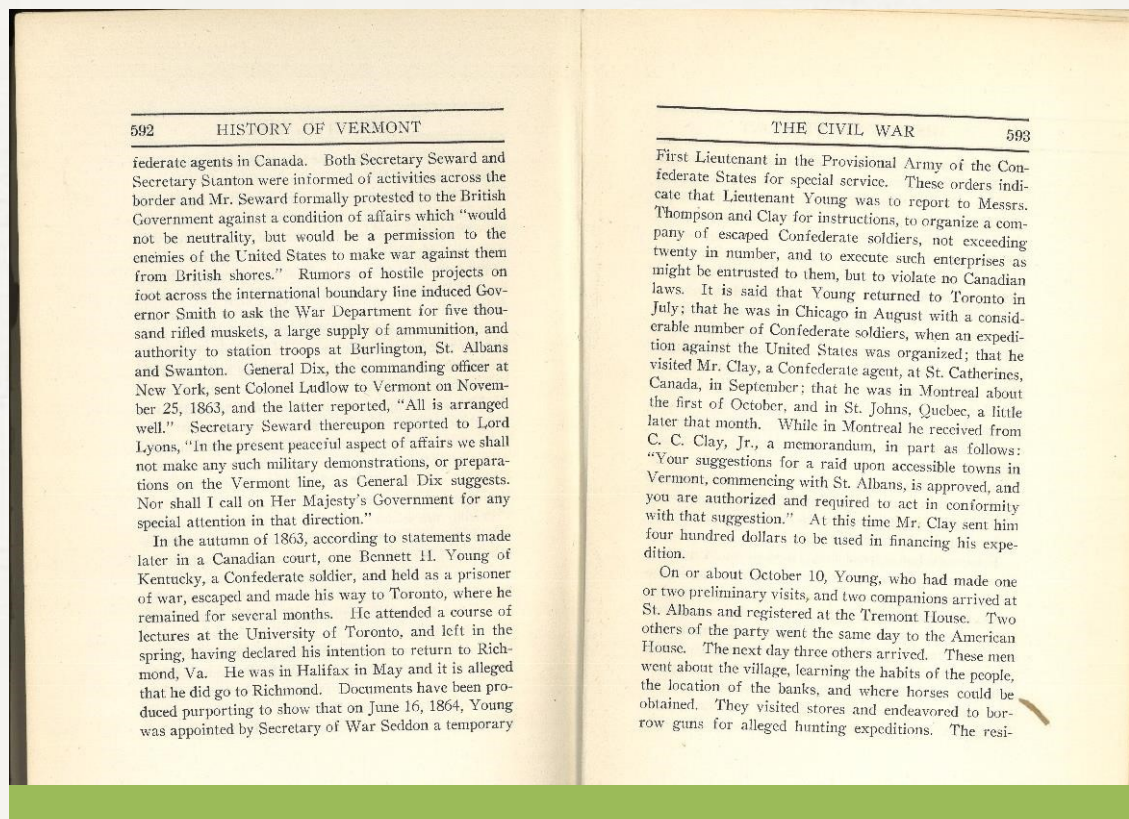 592 HISTORY OF VERMONT
federate agents in Canada. Both Secretary Seward and
Secretary Stanton were informed of activities across the
border and Mr. Seward formally protested to the British
Government against a condition of affairs which “would
not be neutrality, but would be a permission to the
enemies of the United States to make war against them
from British shores.” Rumors of hostile projects on
foot across the international boundary line induced Gov-
ernor Smith to ask the War Department for five thou-
sand rifled muskets, a large supply of ammunition, and
authority to station troops at Burlington, St. Albans
and Swanton. General Dix, the commanding officer at
New York, sent Colonel Ludlow to Vermont on Novem-
ber 25, 1863, and the latter reported, “All is arranged
well.” Secretary Seward thereupon reported to Lord
Lyons, “In the present peaceful aspect of affairs we shall
not make any such military demonstrations, or prepara-
tions on the Vermont line, as General Dix suggests.
Nor shall I call on Her Majesty’s Government for any
special attention in that direction.”
In the autumn of 1863, according to statements made
later in a Canadian court, one Bennett H. Young of
Kentucky, a Confederate soldier, and held as a prisoner
of war, escaped and made his way to Toronto, where he
remained for several months. He attended a course of
lectures at the University of Toronto, and left in the
spring, having declared his intention to return to Rich-
mond, Va. He was in Halifax in May and it is alleged
that he did go to Richmond. Documents have been pro-
duced purporting to show that on June 16, 1864, Young
was appointed by Secretary of War Seddon a temporary
THE CIVIL WAR 593
First Lieutenant in the Provisional Army of the Con-
federate States for special service. These orders indi-
cate that Lieutenant Young was to report to Messrs.
Thompson and Clay for instructions, to organize a com-
pany of escaped Confederate soldiers, not exceeding
twenty in number, and to execute such enterprises as
might be entrusted to them, but to violate no Canadian
laws. It is said that Young returned to Toronto in
July; that he was in Chicago in August with a consid-
erable number of Confederate soldiers, when an expedi-
tion against the United States was organized; that he
visited Mr. Clay, a Confederate agent, at St. Catherines,
Canada, in September; that he was in Montreal about
the first of October, and in St. Johns, Quebec, a little
later that month. While in Montreal he received from
C. C. Clay, Jr., a memorandum, in part as follows:
“Your suggestions for a raid upon accessible towns in
Vermont, commencing with St. Albans, is approved, and
you are authorized and required to act in conformity
with that suggestion.” At this time Mr. Clay sent him
four hundred dollars to be used in financing his expe-
dition.
On or about October 10, Young, who had made one
or two preliminary visits, and two companions arrived at
St. Albans and registered at the Tremont House. Two
others of the party went the same day to the American
House. The next day three others arrived. These men
went about the village, learning the habits of the people,
the location of the banks, and where horses could be
obtained. They visited stores and endeavored to bor-
row guns for alleged hunting expeditions. The resi-